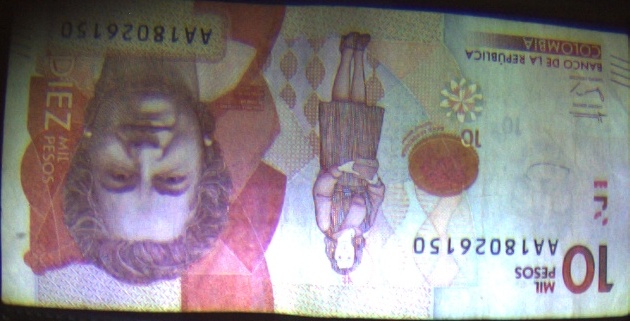 BANCO DE LA REPÚBLICA
COLOMBIA
AA18026150
10
MIL
PESOS
AA18026150
DIEZ
MIL
PESOS
10